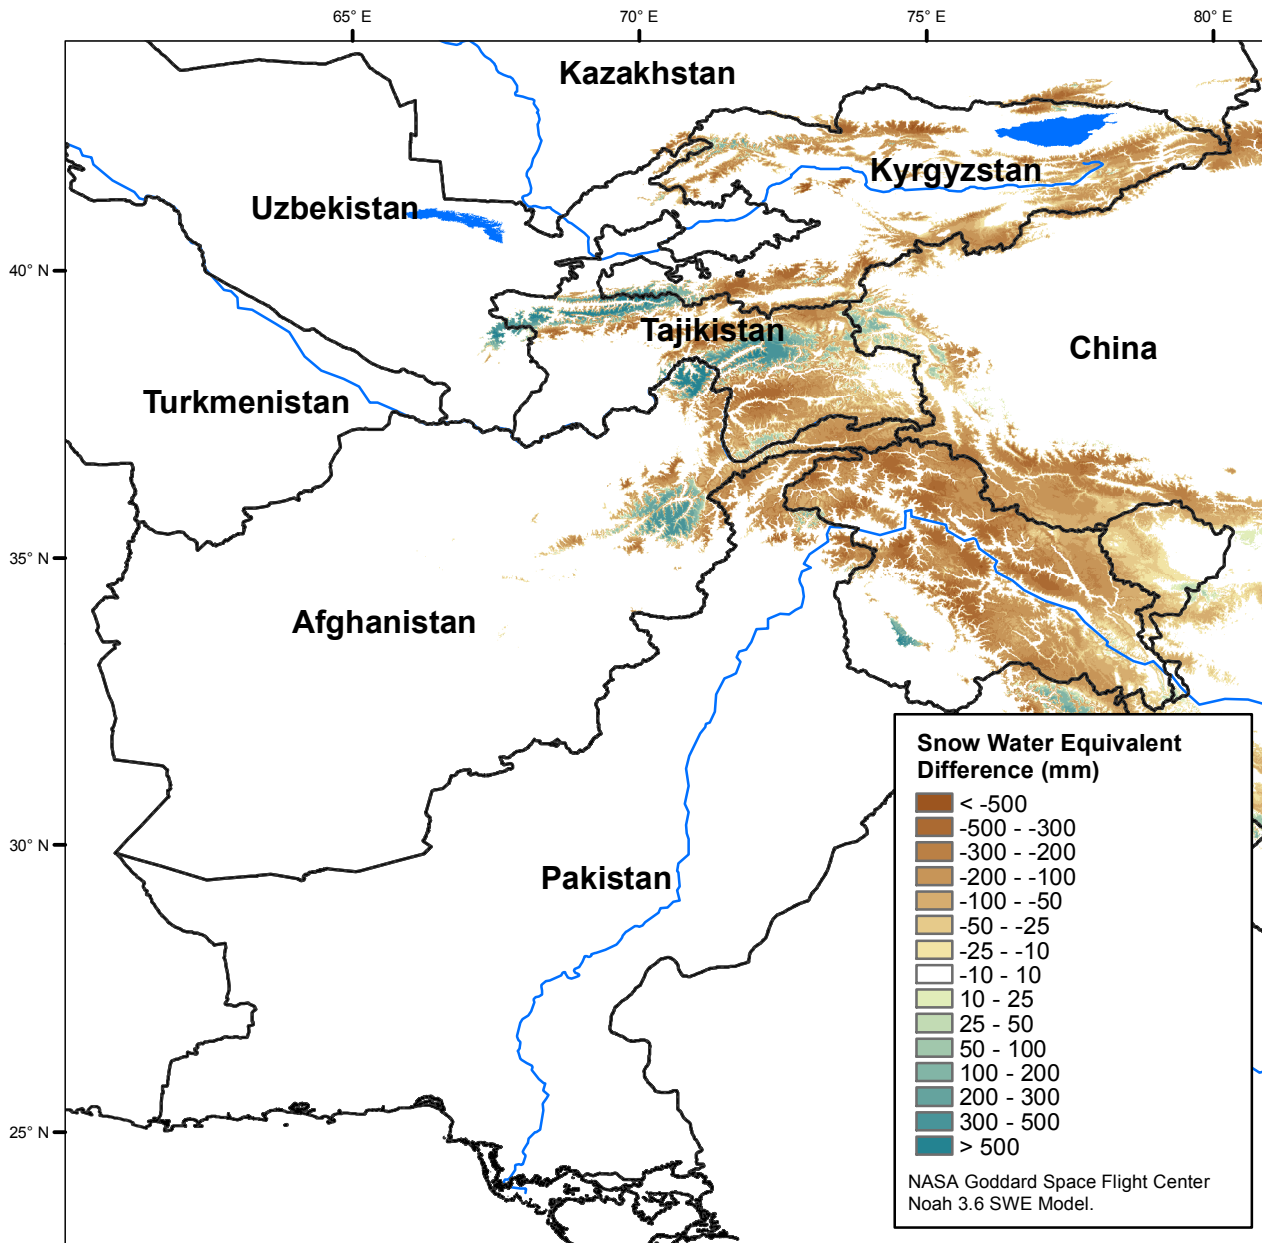 65° E
70° E
75° E
80° E
Kazakhstan
Kyrgyzstan
Uzbekistan
40° N
Tajikistan
China
Turkmenistan
35° N
Afghanistan
Snow Water Equivalent
Difference (mm)
< -500
-500 - -300
-300 - -200
-200 - -100
-100 - -50
-50 - -25
-25 - -10
-10 - 10
10 - 25
25 - 50
50 - 100
100 - 200
200 - 300
300 - 500
> 500
NASA Goddard Space Flight Center
Noah 3.6 SWE Model.
30° N
Pakistan
25° N